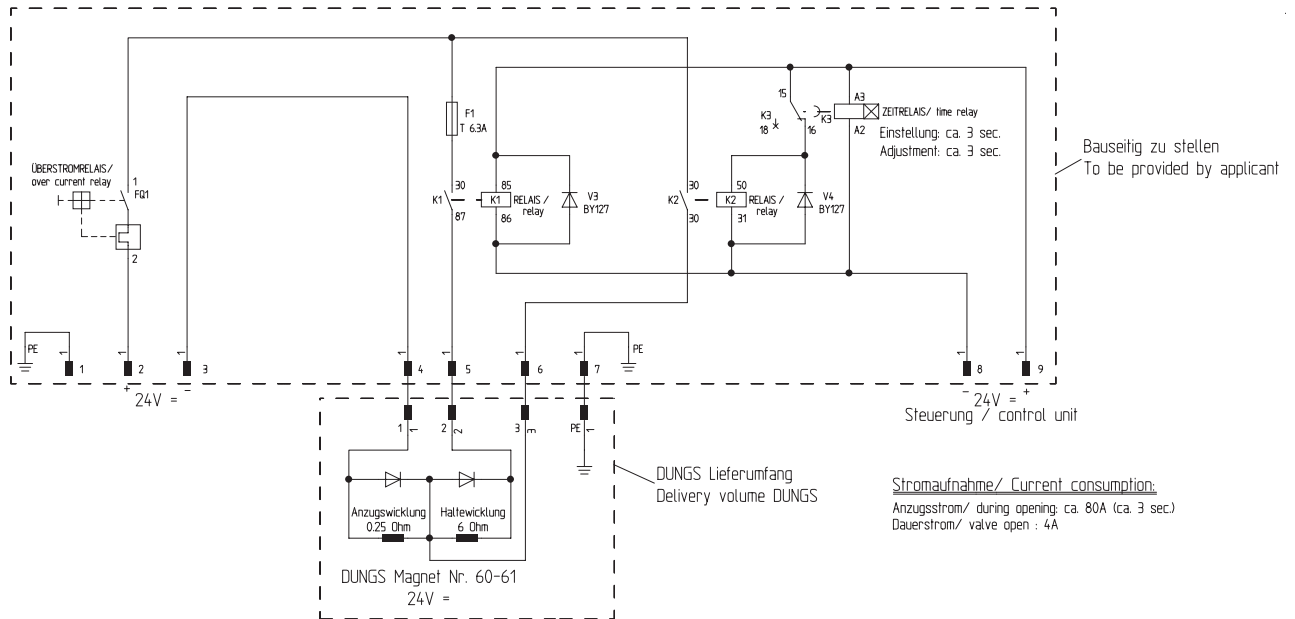 F1
T 6.3A
15
K3
18
16
K3
A3
A2
ZEITRELAIS/ time relay
Einstellung: ca. 3 sec.
Adjustment: ca. 3 sec.
Bauseitig zu stellen
To be provided by applicant
ÜBERSTROMRELAIS/
over current relay
1
FQ1
2
30
K1
87
85
K1
86
RELAIS /
relay
V3
BY127
30
K2
30
50
K2
31
RELAIS /
relay
V4
BY127
PE
1
1
1
2
1
3
1
4
1
5
1
6
1
7
PE
1
8
1
9
+
24V =
-
-
24V =
+
Steuerung / control unit
1
1
2
2
3
3
PE
1
DUNGS Lieferumfang
Delivery volume DUNGS
Anzugswicklung
0.25 Ohm
Haltewicklung
6 Ohm
DUNGS Magnet Nr. 60-61
24V =
Stromaufnahme/ Current consumption:
Anzugsstrom/ during opening: ca. 80A (ca. 3 sec.)
Dauerstrom/ valve open : 4A